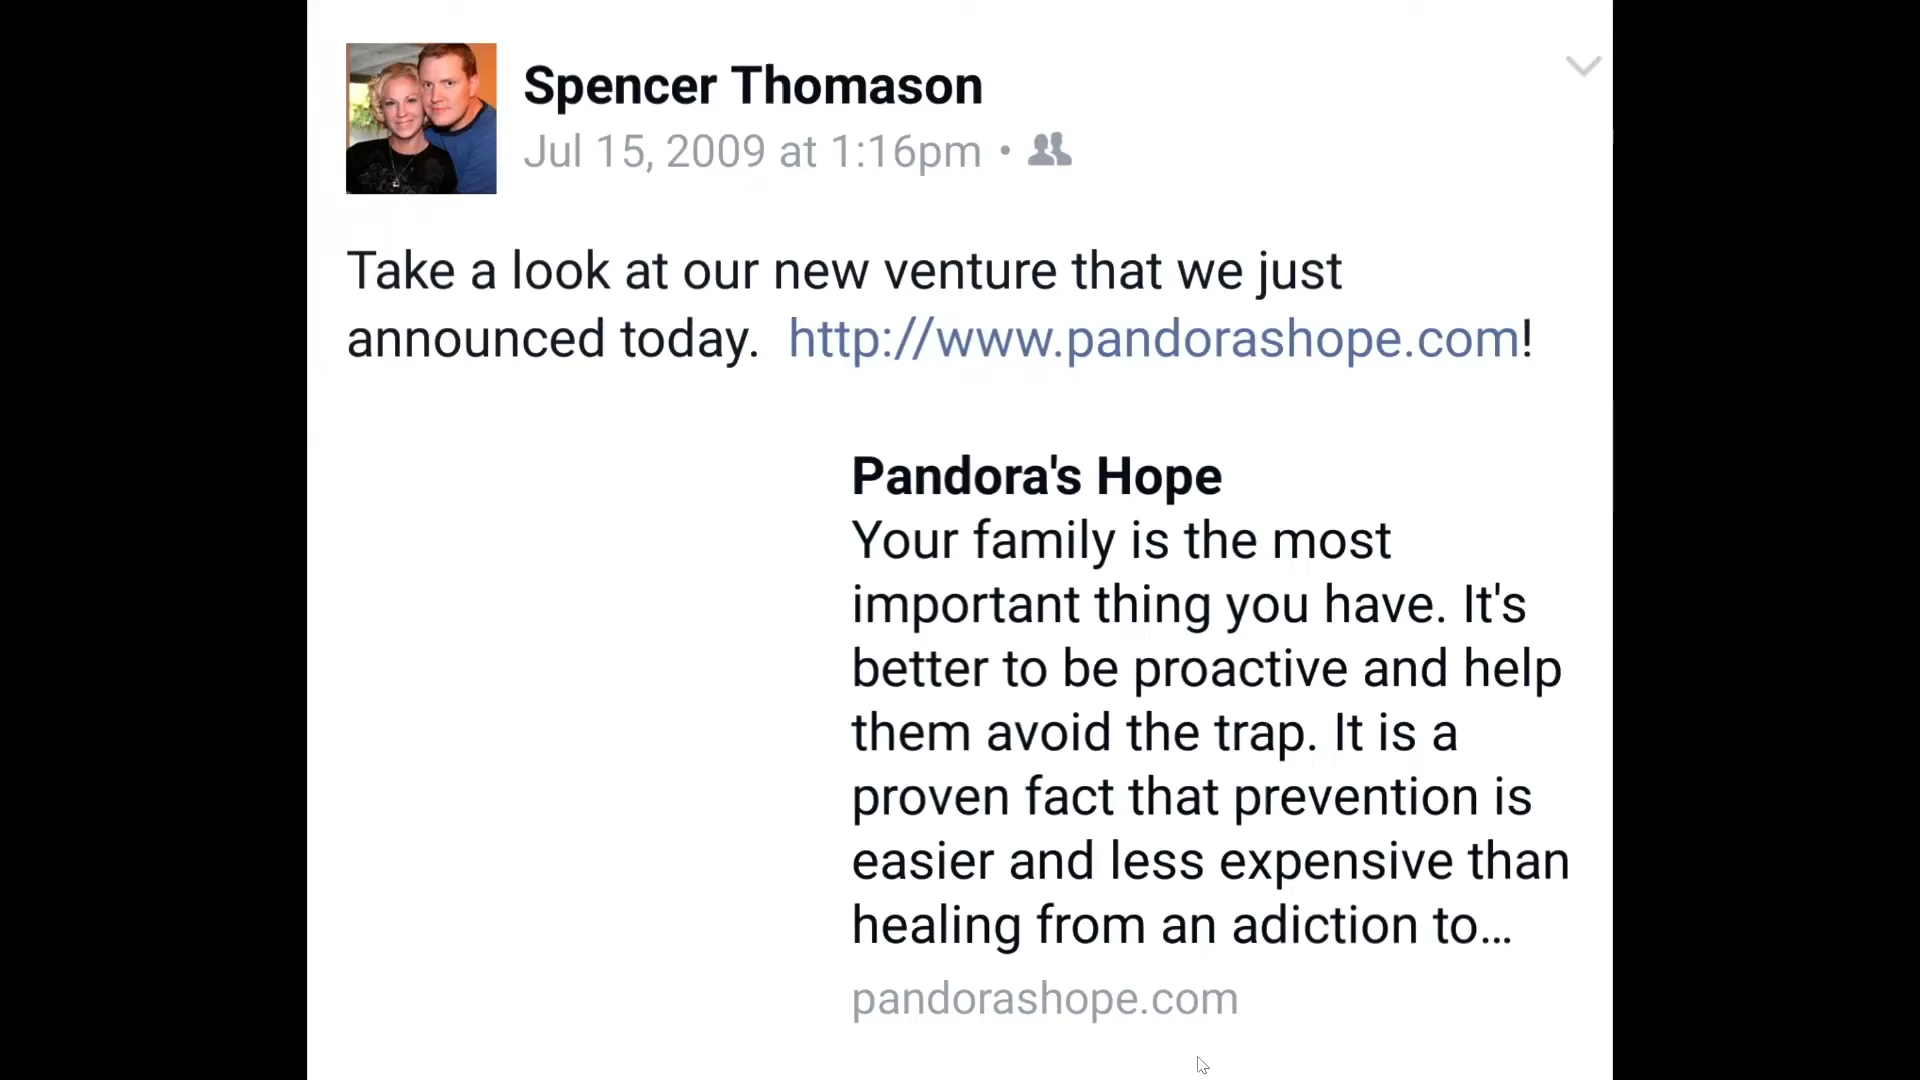 Spencer Thomason
Jul 15, 2009 at 1:16pm •
Take a look at our new venture that we just
announced today. http://www.pandorashope.com!
Pandora's Hope
Your family is the most
important thing you have. It's
better to be proactive and help
them avoid the trap. It is a
proven fact that prevention is
easier and less expensive than
healing from an adiction to...
pandorashope.com